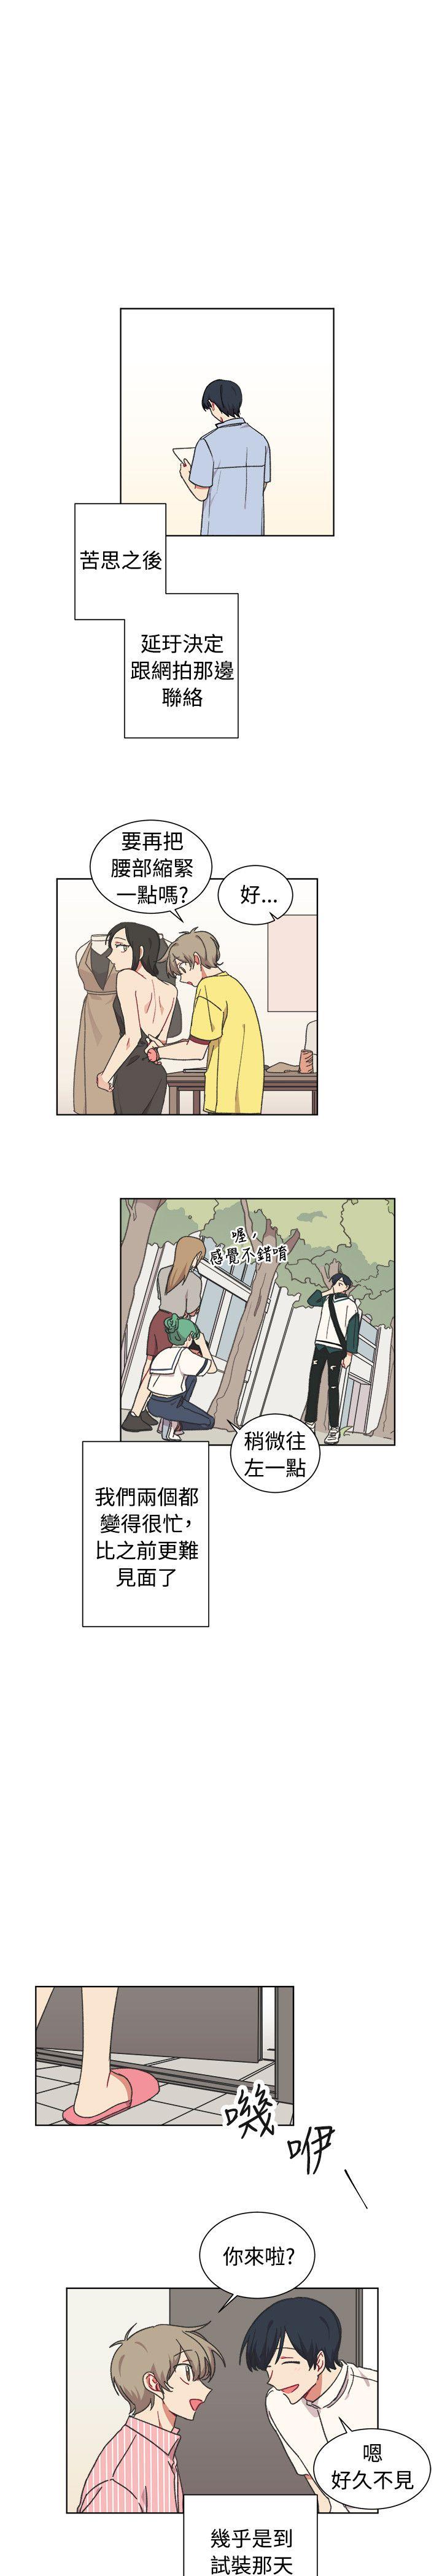 苦思之後
延玗決定
跟網拍那邊
聯絡
要再把
腰部縮緊
一點嗎?
好...
喔，
感覺不錯唷
稍微往
左一點
我們兩個都
變得很忙，
比之前更難
見面了
嘰
咿
你來啦?
嗯
好久不見
幾乎是到
試裝那天